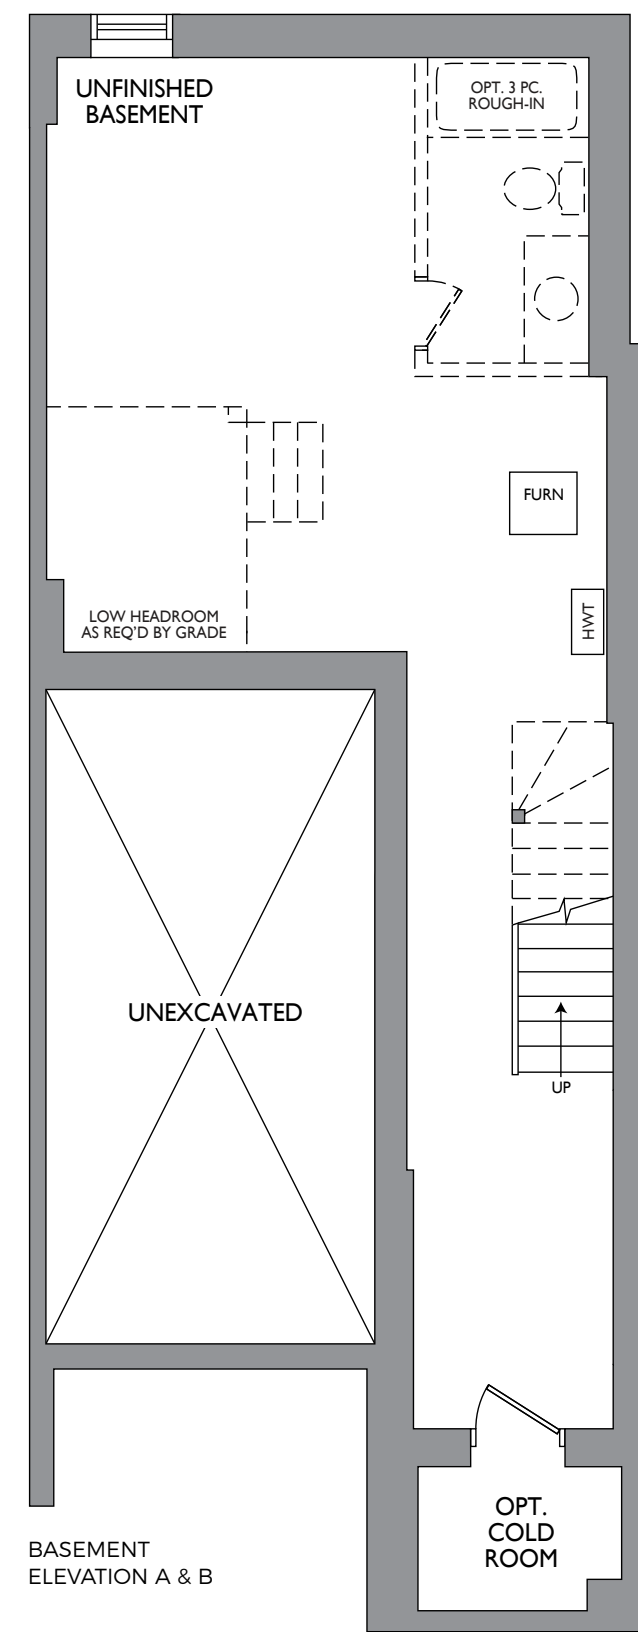 UNFINISHED
BASEMENT
OPT. 3 PC.
ROUGH-IN
FURN
HWT
LOW HEADROOM
AS REQ'D BY GRADE
UNEXCAVATED
UP
OPT.
COLD
ROOM
BASEMENT
ELEVATION A & B